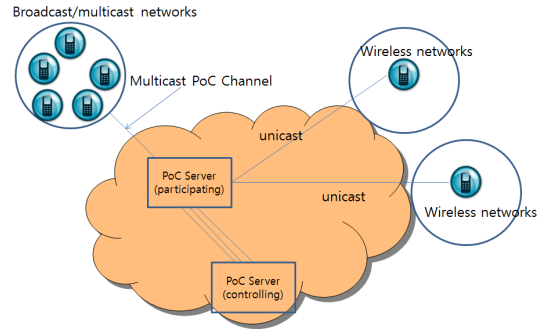 Broadcast/multicast networks
Wireless networks
Multicast PoC Channel
unicast
PoC Server
(participating)
unicast
Wireless networks
PoC Server
(controlling)